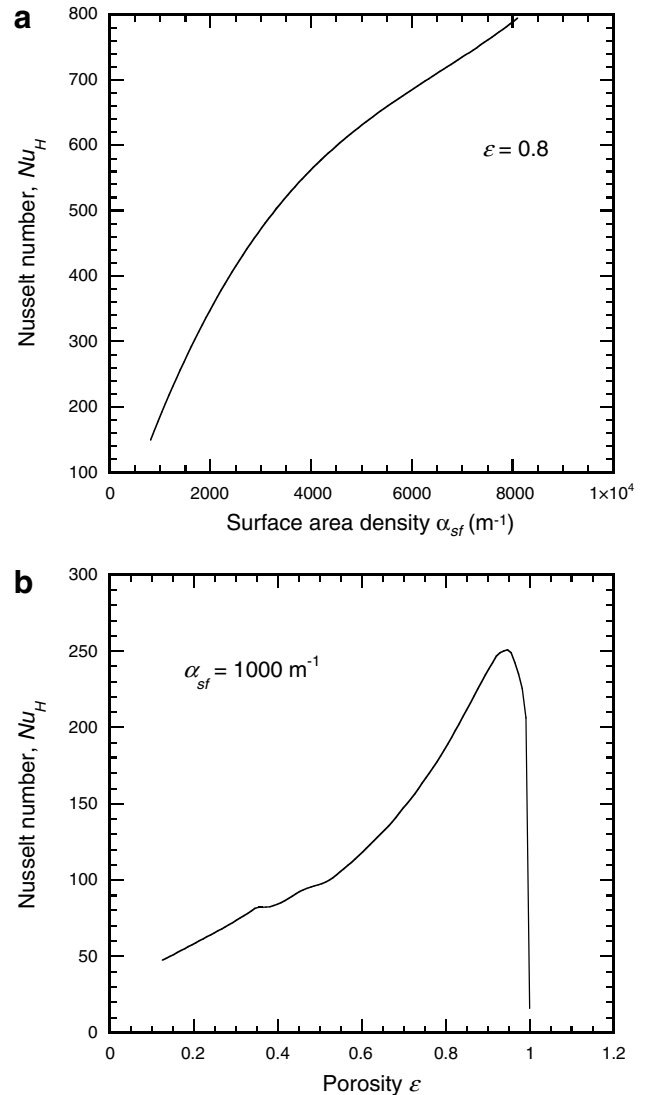 a
800
700
600
500
400
300
200
100
Nusselt number, Nu_H
ε = 0.8
0 2000 4000 6000 8000 1×10⁴
Surface area density α_sf (m⁻¹)
b
300
250
200
150
100
50
0
Nusselt number, Nu_H
α_sf = 1000 m⁻¹
0 0.2 0.4 0.6 0.8 1 1.2
Porosity ε